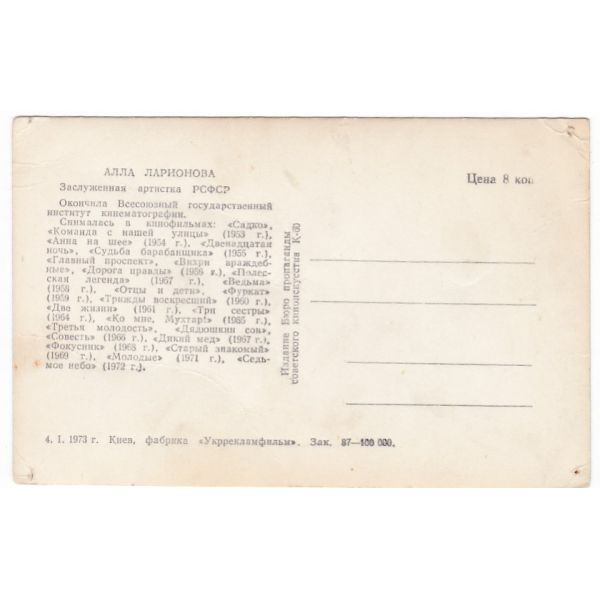 АЛЛА ЛАРИОНОВА
Заслуженная артистка РСФСР
Окончила Всесоюзный государственный
институт кинематографии.
Снималась в кинофильмах: «Садко»,
«Команда с нашей улицы» (1953 г.),
«Анна на шее» (1954 г.), «Двенадцатая
ночь», «Судьба барабанщика» (1955 г.),
«Главный проспект», «Вихри враждеб-
ные», «Дорога правды» (1956 г.), «Полес-
ская легенда» (1957 г.), «Ведьма»
(1958 г.), «Отцы и дети», «Фуркат»
(1959 г.), «Трижды воскресший» (1960 г.),
«Две жизни» (1961 г.), «Три сестры»
(1964 г.), «Ко мне, Мухтар!» (1965 г.),
«Третья молодость», «Дядюшкин сон»,
«Совесть» (1966 г.), «Дикий мед» (1967 г.),
«Фокусник» (1968 г.), «Старый знакомый»
(1969 г.), «Молодые» (1971 г.), «Седь-
мое небо» (1972 г.).
4. I. 1973 г. Киев, фабрика «Укррекламфильм». Зак. 87—100 000.
Издание Бюро пропаганды
советского киноискусства К-60
Цена 8 коп